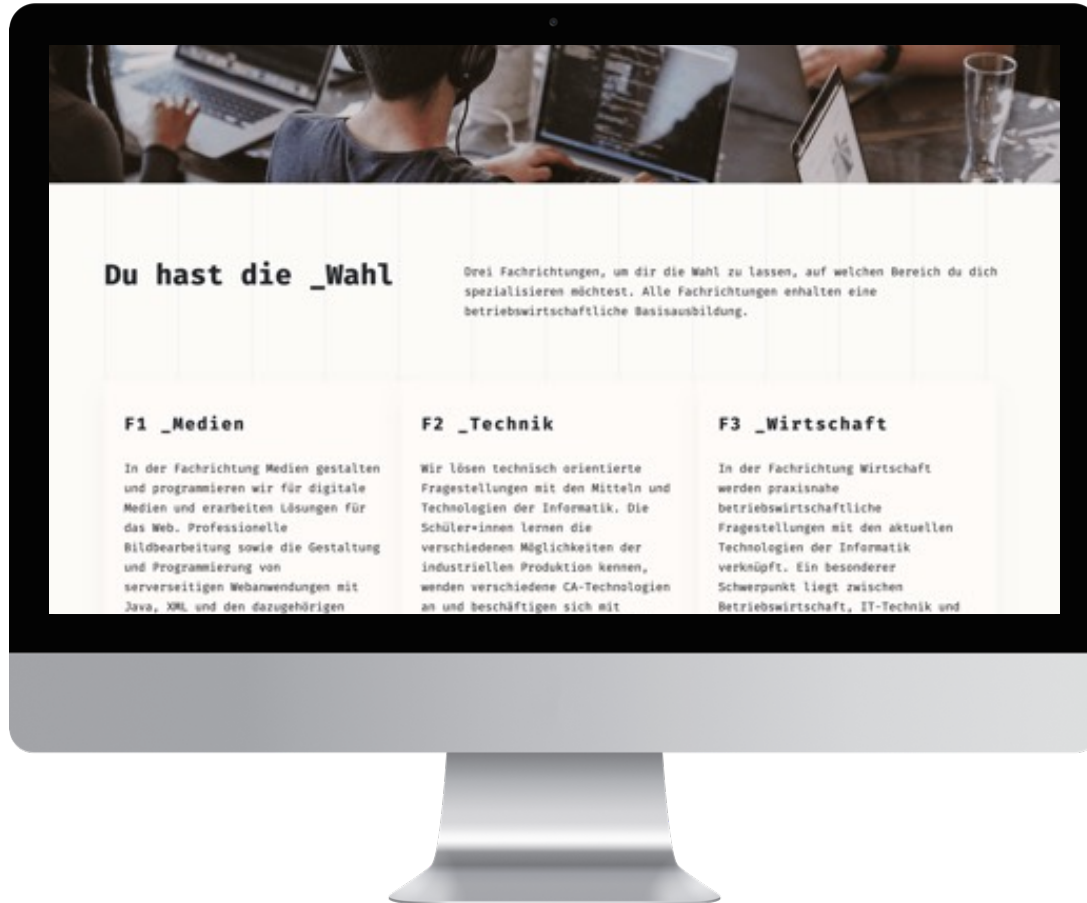 Du hast die _Wahl
Drei Fachrichtungen, um dir die Wahl zu lassen, auf welchen Bereich du dich
spezialisieren möchtest. Alle Fachrichtungen enhalten eine
betriebswirtschaftliche Basisausbildung.
F1 _Medien
In der Fachrichtung Medien gestalten
und programmieren wir für digitale
Medien und erarbeiten Lösungen für
das Web. Professionelle
Bildbearbeitung sowie die Gestaltung
und Programmierung von
serverseitigen Webanwendungen mit
Java, XML und den dazugehörigen
F2 _Technik
Wir lösen technisch orientierte
Fragestellungen mit den Mitteln und
Technologien der Informatik. Die
Schüler*innen lernen die
verschiedenen Möglichkeiten der
industriellen Produktion kennen,
wenden verschiedene CA-Technologien
an und beschäftigen sich mit
F3 _Wirtschaft
In der Fachrichtung Wirtschaft
werden praxisnahe
betriebswirtschaftliche
Fragestellungen mit den aktuellen
Technologien der Informatik
verknüpft. Ein besonderer
Schwerpunkt liegt zwischen
Betriebswirtschaft, IT-Technik und